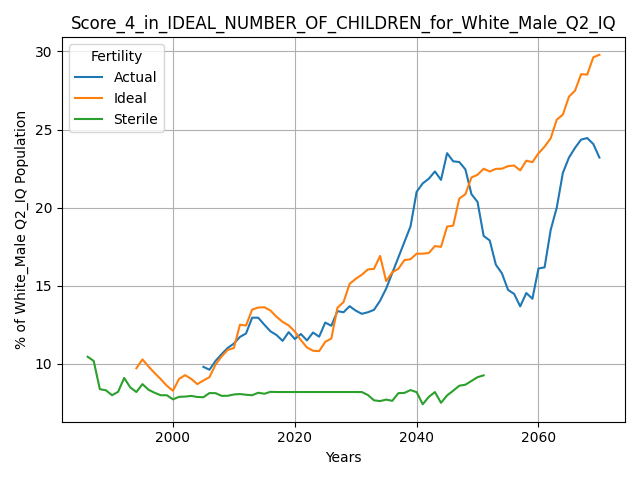 Score_4_in_IDEAL_NUMBER_OF_CHILDREN_for_White_Male_Q2_IQ
Fertility
Actual
Ideal
Sterile
% of White_Male Q2_IQ Population
30
25
20
15
10
2000 2020 2040 2060
Years